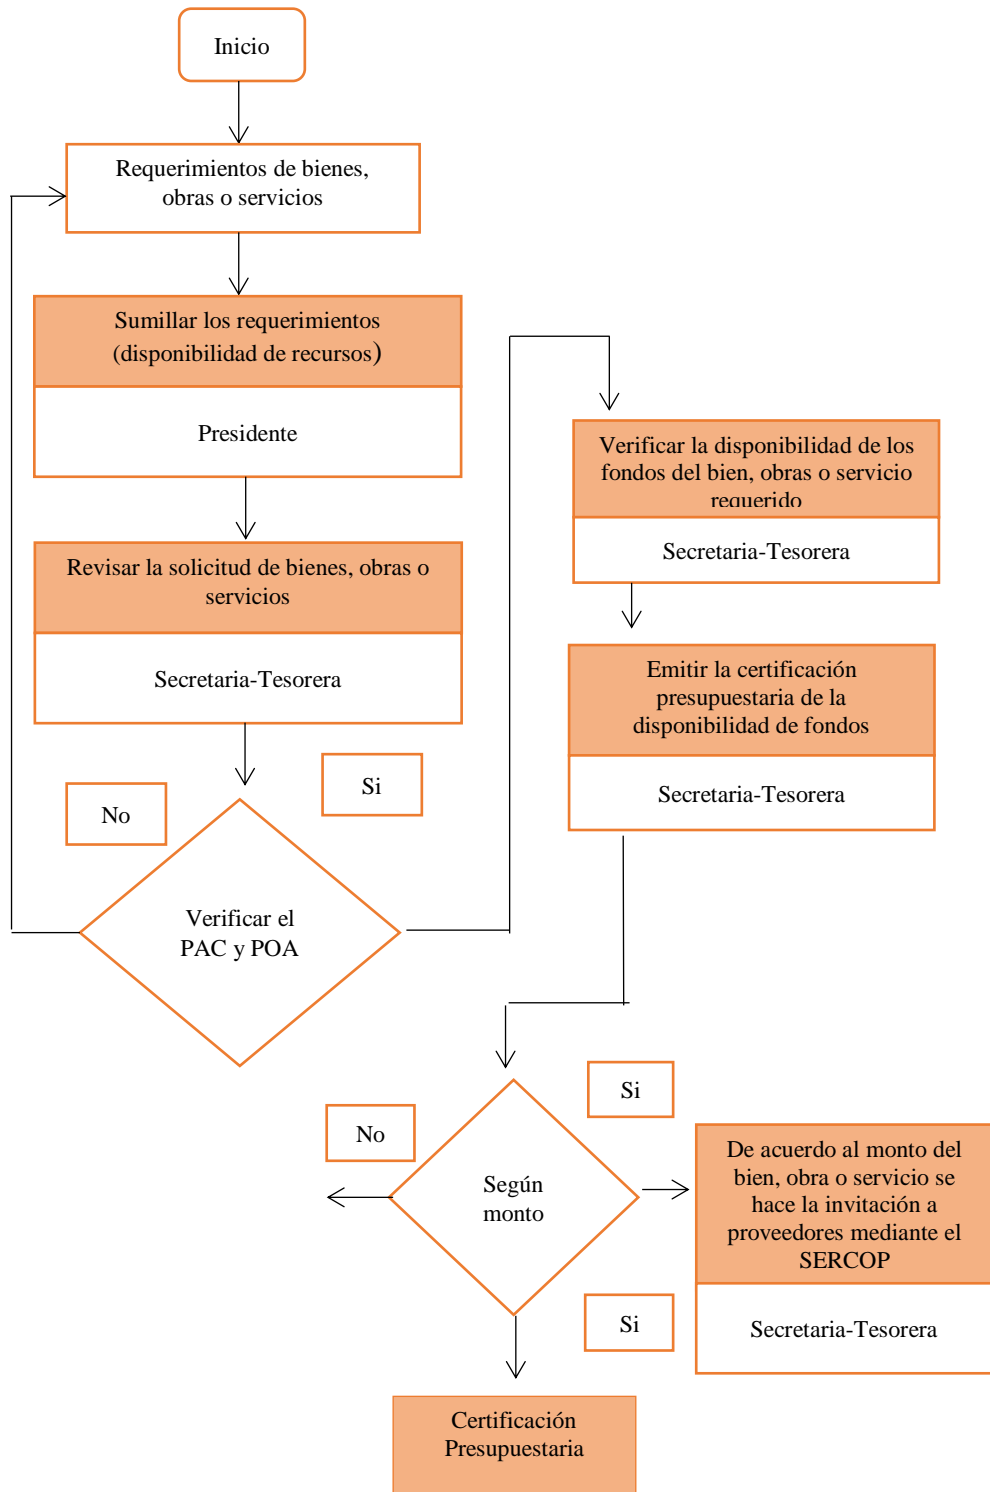 Inicio
Requerimientos de bienes,
obras o servicios
Sumillar los requerimientos
(disponibilidad de recursos)
Presidente
Revisar la solicitud de bienes, obras o
servicios
Secretaria-Tesorera
Si
No
Verificar el
PAC y POA
Verificar la disponibilidad de los
fondos del bien, obras o servicio
requerido
Secretaria-Tesorera
Emitir la certificación
presupuestaria de la
disponibilidad de fondos
Secretaria-Tesorera
Si
No
Según
monto
De acuerdo al monto del
bien, obra o servicio se
hace la invitación a
proveedores mediante el
SERCOP
Secretaria-Tesorera
Si
Certificación
Presupuestaria